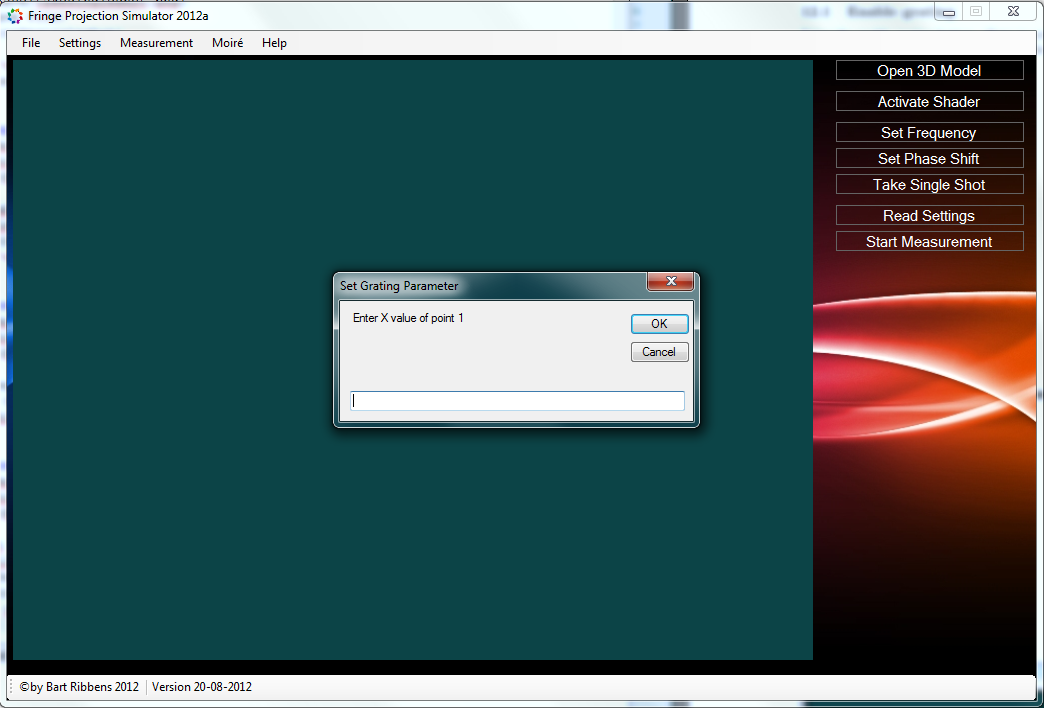 Fringe Projection Simulator 2012a
File Settings Measurement Moiré Help
Open 3D Model
Activate Shader
Set Frequency
Set Phase Shift
Take Single Shot
Read Settings
Start Measurement
Set Grating Parameter
Enter X value of point 1
OK
Cancel
©by Bart Ribbens 2012 Version 20-08-2012